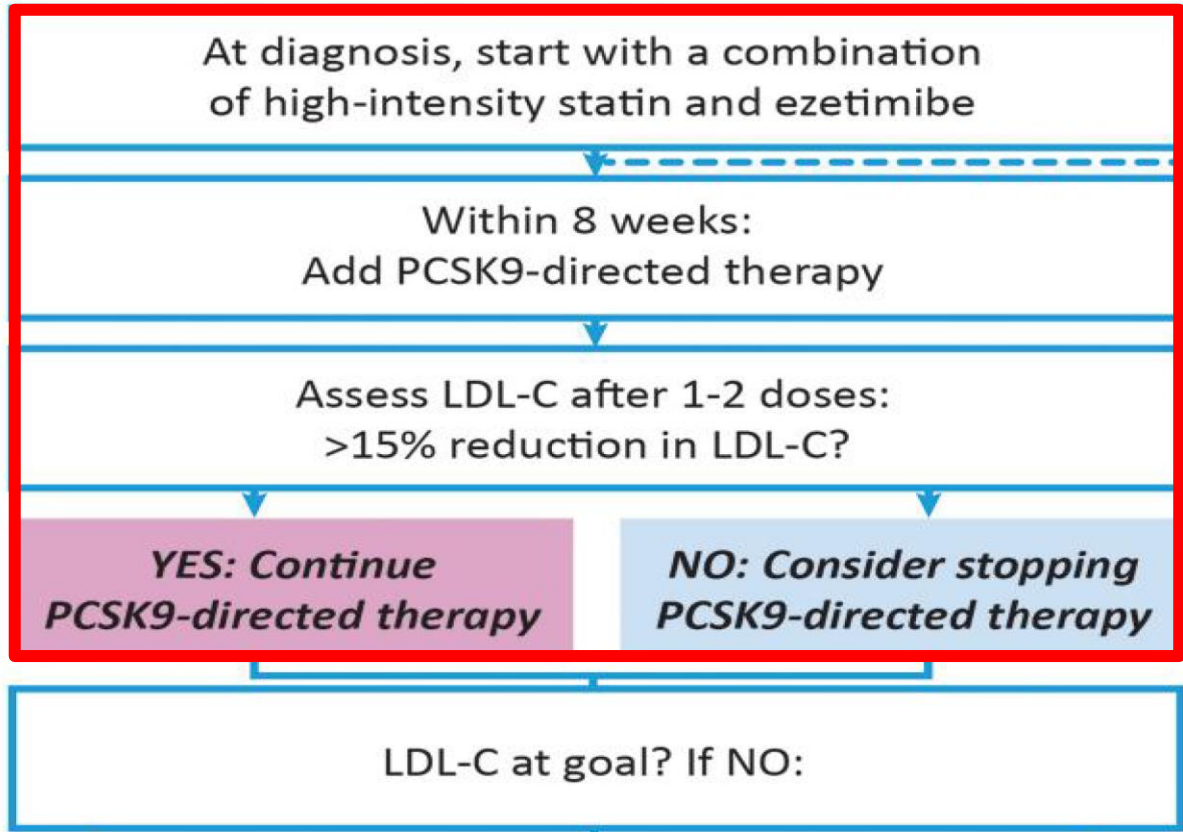 At diagnosis, start with a combination
of high-intensity statin and ezetimibe
Within 8 weeks:
Add PCSK9-directed therapy
Assess LDL-C after 1-2 doses:
>15% reduction in LDL-C?
YES: Continue
PCSK9-directed therapy
NO: Consider stopping
PCSK9-directed therapy
LDL-C at goal? If NO: